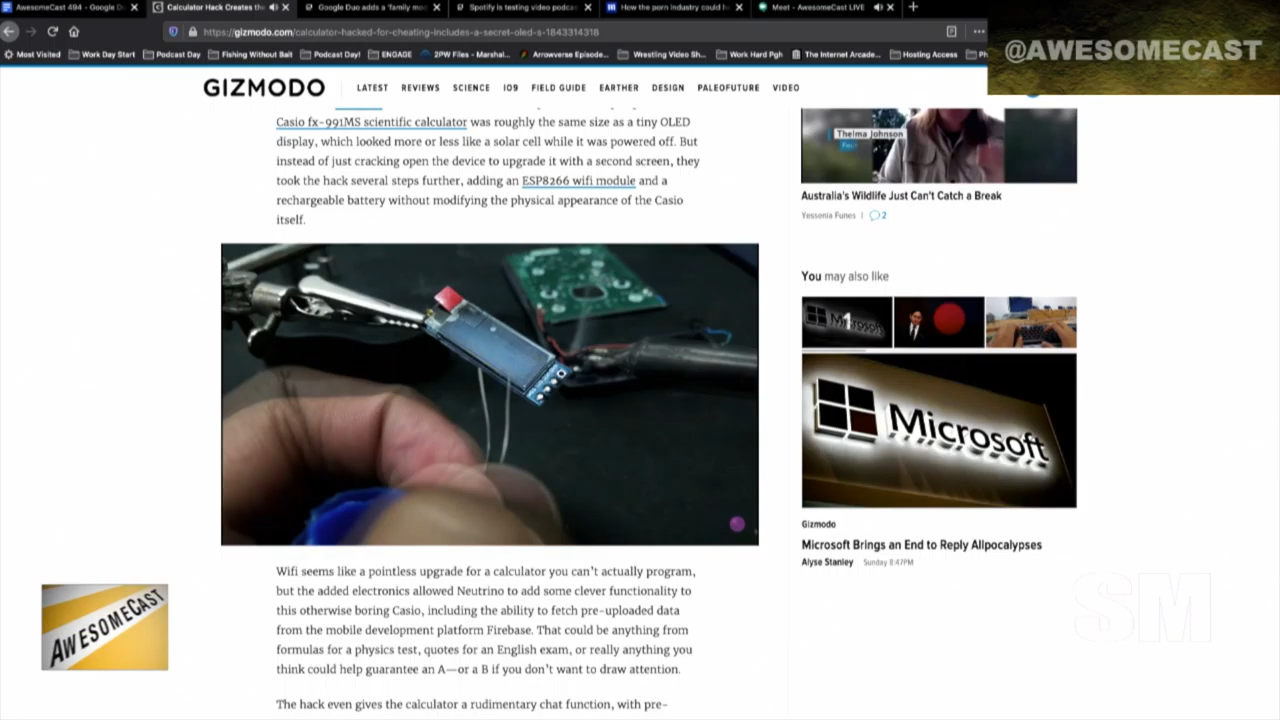 AwesomeCast 494 - Google D
Calculator Hack Creates the
Google Duo adds a 'family mo
Spotify is testing video podcas
How the porn industry could h
Meet - AwesomeCast LIVE
https://gizmodo.com/calculator-hacked-for-cheating-includes-a-secret-oled-s-1843314318
Most Visited
Work Day Start
Podcast Day
Fishing Without Bait
Podcast Day!
ENGAGE
2PW Files - Marshal...
Arrowverse Episode...
Wrestling Video Sh...
Work Hard Pgh
The Internet Arcade...
Hosting Access
Ph
@AWESOMECAST
GIZMODO
LATEST
REVIEWS
SCIENCE
IO9
FIELD GUIDE
EARTHER
DESIGN
PALEOFUTURE
VIDEO
Casio fx-991MS scientific calculator was roughly the same size as a tiny OLED
display, which looked more or less like a solar cell while it was powered off. But
instead of just cracking open the device to upgrade it with a second screen, they
took the hack several steps further, adding an ESP8266 wifi module and a
rechargeable battery without modifying the physical appearance of the Casio
itself.
Wifi seems like a pointless upgrade for a calculator you can't actually program,
but the added electronics allowed Neutrino to add some clever functionality to
this otherwise boring Casio, including the ability to fetch pre-uploaded data
from the mobile development platform Firebase. That could be anything from
formulas for a physics test, quotes for an English exam, or really anything you
think could help guarantee an A—or a B if you don't want to draw attention.
The hack even gives the calculator a rudimentary chat function, with pre-
Thelma Johnson
Australia's Wildlife Just Can't Catch a Break
Yessenia Funes
2
You may also like
Microsoft
Microsoft
Gizmodo
Microsoft Brings an End to Reply Allpocalypses
Alyse Stanley
Sunday 8:47PM
AWESOMECAST
SM